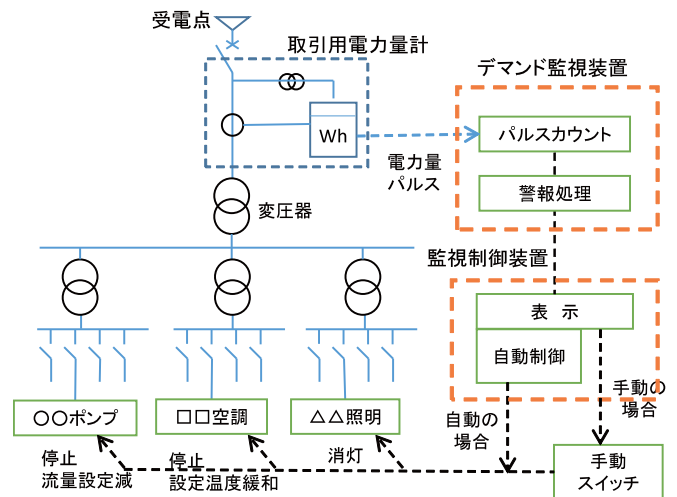 受電点
取引用電力量計
デマンド監視装置
Wh
パルスカウント
電力量
パルス
警報処理
変圧器
監視制御装置
表 示
自動制御
手動の
場合
自動の
場合
〇〇ポンプ
□□空調
△△照明
停止
流量設定減
停止
設定温度緩和
消灯
手動
スイッチ